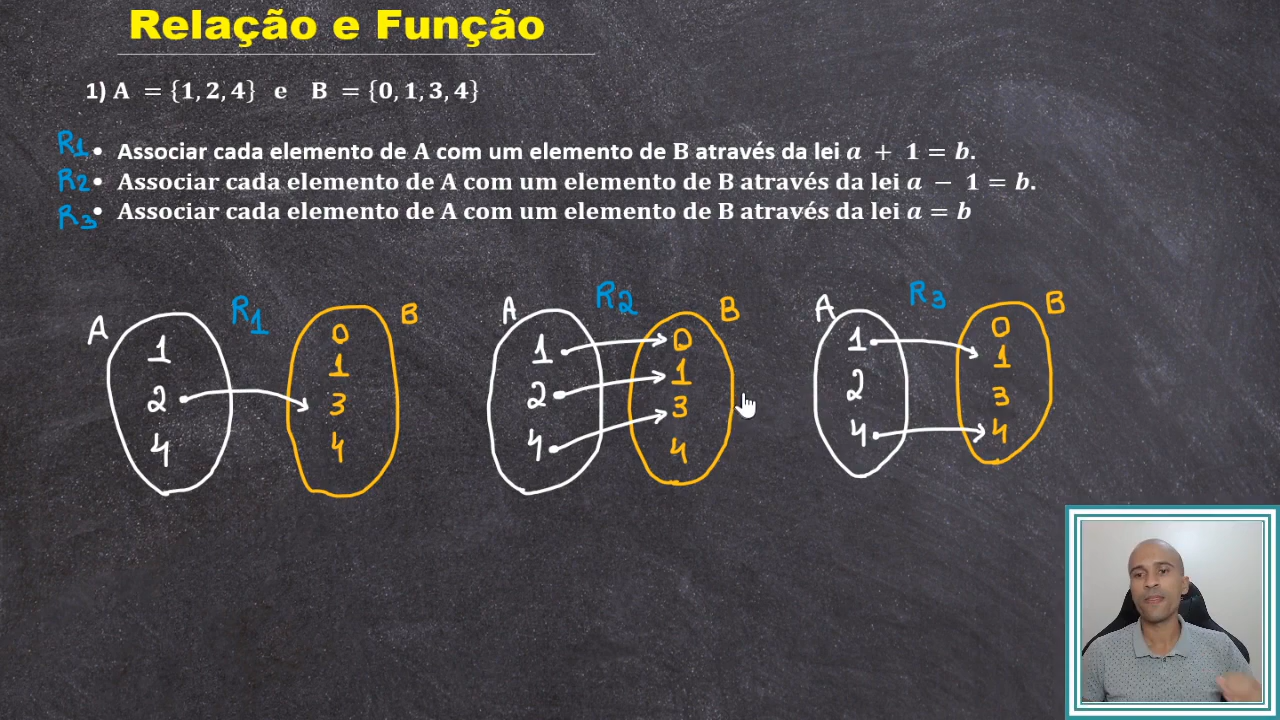 Relação e Função
1) A = {1, 2, 4} e B = {0, 1, 3, 4}
R1 • Associar cada elemento de A com um elemento de B através da lei a + 1 = b.
R2 • Associar cada elemento de A com um elemento de B através da lei a − 1 = b.
R3 • Associar cada elemento de A com um elemento de B através da lei a = b
A R1 B
1
2
4
0
1
3
4
A R2 B
1
2
4
0
1
3
4
A R3 B
1
2
4
0
1
3
4